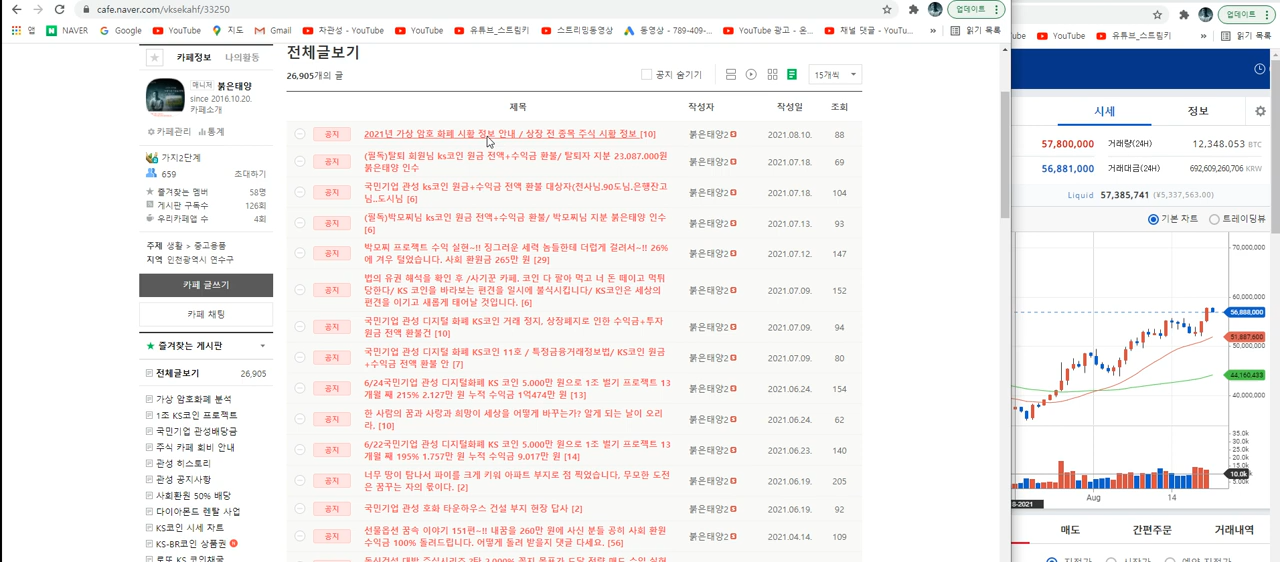 cafe.naver.com/vksekahf/33250
업데이트
업데이트
앱 NAVER Google YouTube 지도 Gmail 자관성 - YouTube YouTube 유튜브_스트림키 스트리밍동영상 동영상 - 789-409-... YouTube 광고 - 온... 채널 댓글 - YouTu... » 읽기 목록
YouTube 유튜브_스트림키 » 읽기 목록
카페정보 나의활동
매니저 붉은태양
since 2016.10.20.
카페소개
카페관리 통계
가지2단계
659 초대하기
즐겨찾는 멤버 58명
게시판 구독수 126회
우리카페앱 수 4회
주제 생활 > 중고용품
지역 인천광역시 연수구
카페 글쓰기
카페 채팅
즐겨찾는 게시판
전체글보기 26,905
가상 암호화폐 분석
1조 KS코인 프로젝트
국민기업 관성배당금
주식 카페 회비 안내
관성 히스토리
관성 공지사항
사회환원 50% 배당
다이아몬드 렌탈 사업
KS코인 시세 차트
KS-BR코인 상품권
로또 KS 코인채굴
전체글보기
26,905개의 글
공지 숨기기 15개씩
제목 작성자 작성일 조회
공지 2021년 가상 암호 화폐 시황 정보 안내 / 상장 전 종목 주식 시황 정보 [10] 붉은태양2 2021.08.10. 88
공지 (필독)탈퇴 회원님 ks코인 원금 전액+수익금 환불/ 탈퇴자 지분 23.087.000원 붉은태양2 2021.07.18. 69
붉은태양 인수
공지 국민기업 관성 ks코인 원금+수익금 전액 환불 대상자(전사님.90도님.은행잔고 붉은태양2 2021.07.18. 104
님..도시님 [6]
공지 (필독)박모찌님 ks코인 원금 전액+수익금 환불/ 박모찌님 지분 붉은태양 인수 붉은태양2 2021.07.13. 93
[6]
공지 박모찌 프로젝트 수익 실현~!! 징그러운 세력 놈들한테 더럽게 걸려서~!! 26% 붉은태양2 2021.07.12. 147
에 겨우 털었습니다. 사회 환원금 265만 원 [29]
공지 법의 유권 해석을 확인 후 /사기꾼 카페. 코인 다 팔아 먹고 너 돈 떼이고 먹튀 붉은태양2 2021.07.09. 152
당한다/ KS 코인을 바라보는 편견을 일시에 불식시킵니다/ KS코인은 세상의
편견을 이기고 새롭게 태어날 것입니다. [6]
공지 국민기업 관성 디지털 화폐 KS코인 거래 정지, 상장폐지로 인한 수익금+투자 붉은태양2 2021.07.09. 94
원금 전액 환불건 [10]
공지 국민기업 관성 디지털 화폐 KS코인 11호 / 특정금융거래정보법/ KS코인 원금 붉은태양2 2021.07.09. 80
+수익금 전액 환불 안 [7]
공지 6/24국민기업 관성 디지털화폐 KS 코인 5.000만 원으로 1조 벌기 프로젝트 13 붉은태양2 2021.06.24. 154
개월 째 215% 2.127만 원 누적 수익금 1억474만 원 [13]
공지 한 사람의 꿈과 사랑과 희망이 세상을 어떻게 바꾸는가? 알게 되는 날이 오리 붉은태양2 2021.06.24. 62
라. [10]
공지 6/22국민기업 관성 디지털화폐 KS 코인 5.000만 원으로 1조 벌기 프로젝트 13 붉은태양2 2021.06.23. 140
개월 째 195% 1.757만 원 누적 수익금 9.017만 원 [14]
공지 너무 땅이 탐나서 파이를 크게 키워 아파트 부지로 점 찍었습니다. 무모한 도전 붉은태양2 2021.06.19. 205
은 꿈꾸는 자의 몫이다. [2]
공지 국민기업 관성 호화 타운하우스 건설 부지 현장 답사 [2] 붉은태양2 2021.06.19. 92
공지 선물옵션 꿈속 이야기 151편~!! 내꿈을 260만 원에 사신 분들 공히 사회 환원 붉은태양2 2021.04.14. 109
수익금 100% 돌려드립니다. 어떻게 돌려 받을지 댓글 다세요. [56]
시세 정보
57,800,000 거래량(24H) 12,348.053 BTC
56,881,000 거래대금(24H) 692,609,260,706 KRW
Liquid 57,385,741 (¥5,337,563.00)
기본 차트 트레이딩뷰
70,000,000
60,000,000
56,888,000
51,887,600
50,000,000
44,160,433
40,000,000
35.0k
30.0k
25.0k
20.0k
15.0k
10.0k
5.00k
2021
Aug 14
매도 간편주문 거래내역